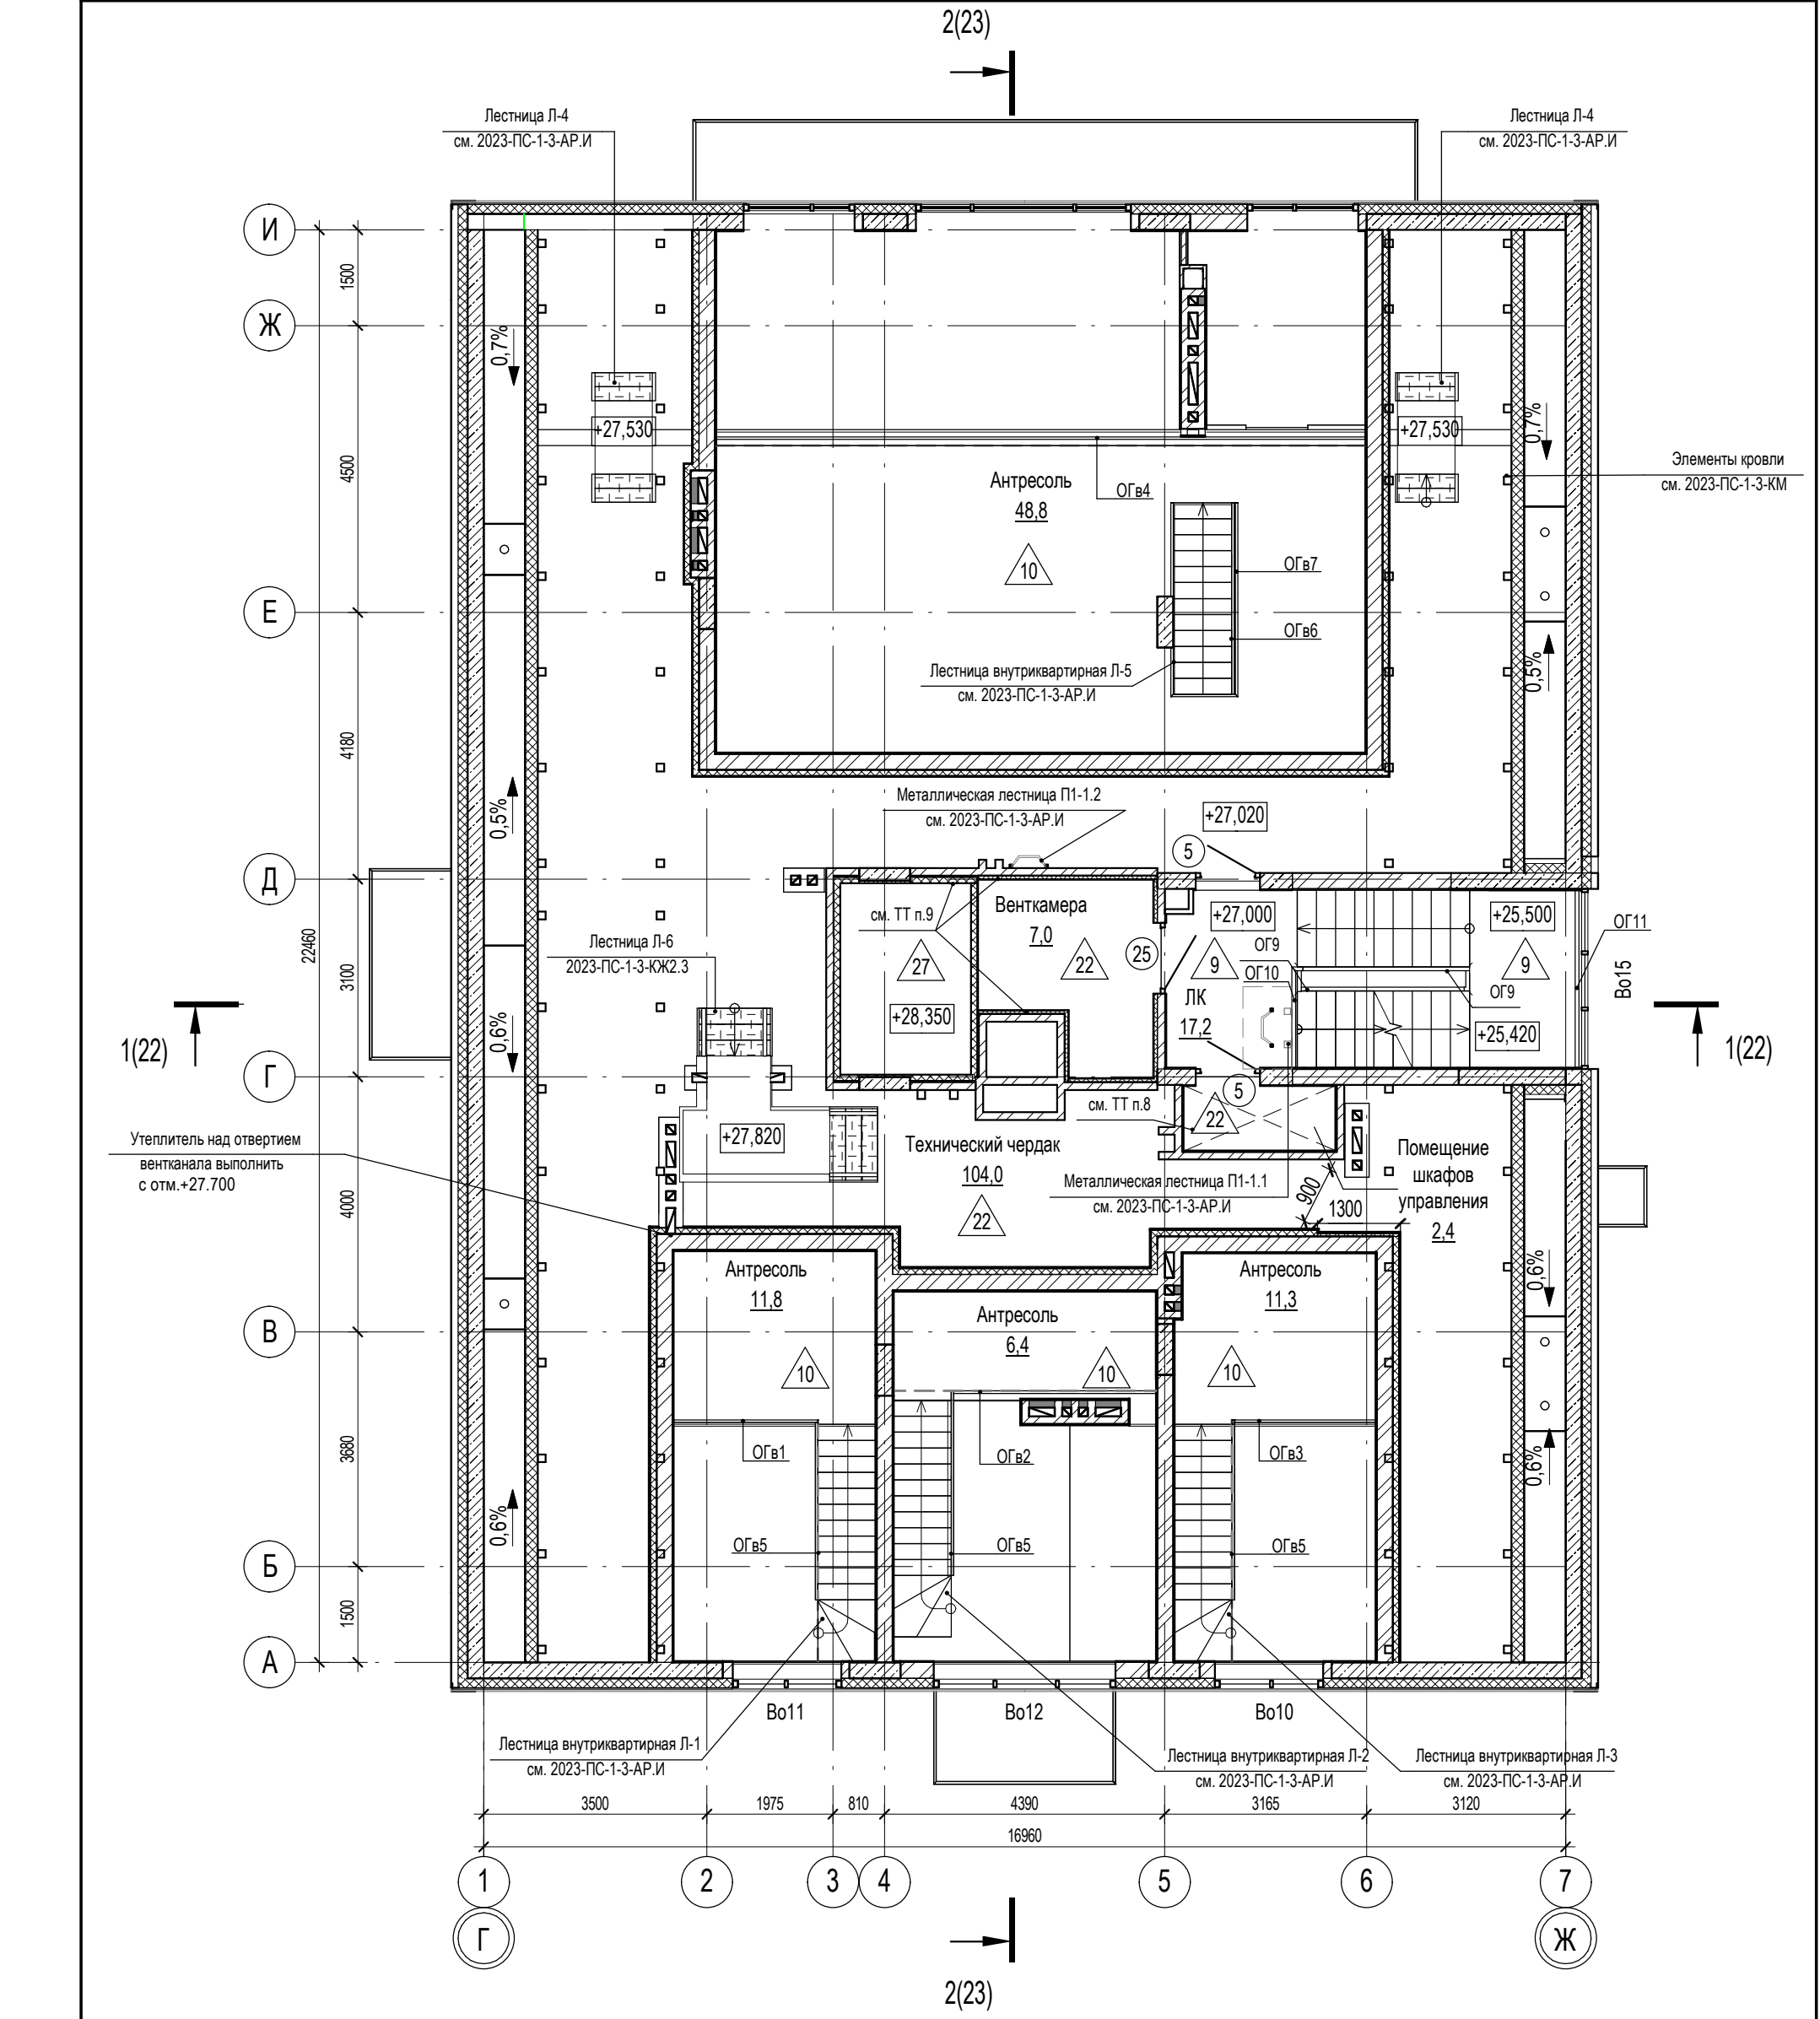 2(23)
Лестница Л-4
см. 2023-ПС-1-3-АР.И
Лестница Л-4
см. 2023-ПС-1-3-АР.И
И
1500
Ж
0,7%
0,7%
+27,530
+27,530
4500
Антресоль
48,8
ОГв4
Элементы кровли
см. 2023-ПС-1-3-КМ
10
ОГв7
Е
ОГв6
Лестница внутриквартирная Л-5
см. 2023-ПС-1-3-АР.И
0,5%
4180
0,5%
Металлическая лестница П1-1.2
см. 2023-ПС-1-3-АР.И
+27,020
5
Д
Венткамера
7,0
см. ТТ п.9
+27,000
+25,500
ОГ11
Лестница Л-6
2023-ПС-1-3-КЖ2.3
22460
3100
27
22
25
9
ОГ9
ОГ10
9
ОГ9
Во15
ЛК
17,2
+28,350
+25,420
0,6%
1(22)
1(22)
Г
5
см. ТТ п.8
22
Утеплитель над отвертием
вентканала выполнить
с отм.+27.700
+27,820
Технический чердак
104,0
22
Помещение
шкафов
управления
2,4
Металлическая лестница П1-1.1
см. 2023-ПС-1-3-АР.И
900
1300
4000
Антресоль
11,8
Антресоль
11,3
0,6%
Антресоль
6,4
В
10
10
10
3680
ОГв1
ОГв2
ОГв3
0,6%
0,6%
ОГв5
ОГв5
ОГв5
Б
1500
А
Во11
Во12
Во10
Лестница внутриквартирная Л-1
см. 2023-ПС-1-3-АР.И
Лестница внутриквартирная Л-2
см. 2023-ПС-1-3-АР.И
Лестница внутриквартирная Л-3
см. 2023-ПС-1-3-АР.И
3500
1975
810
4390
3165
3120
16960
1
2
3
4
5
6
7
Г
Ж
2(23)